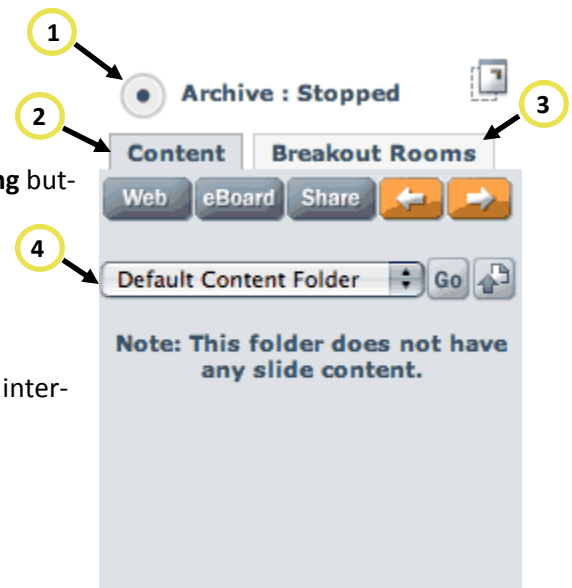 1
Archive : Stopped
2
3
Content Breakout Rooms
ng but-
Web eBoard Share
4
Default Content Folder Go
Note: This folder does not have
any slide content.
inter-